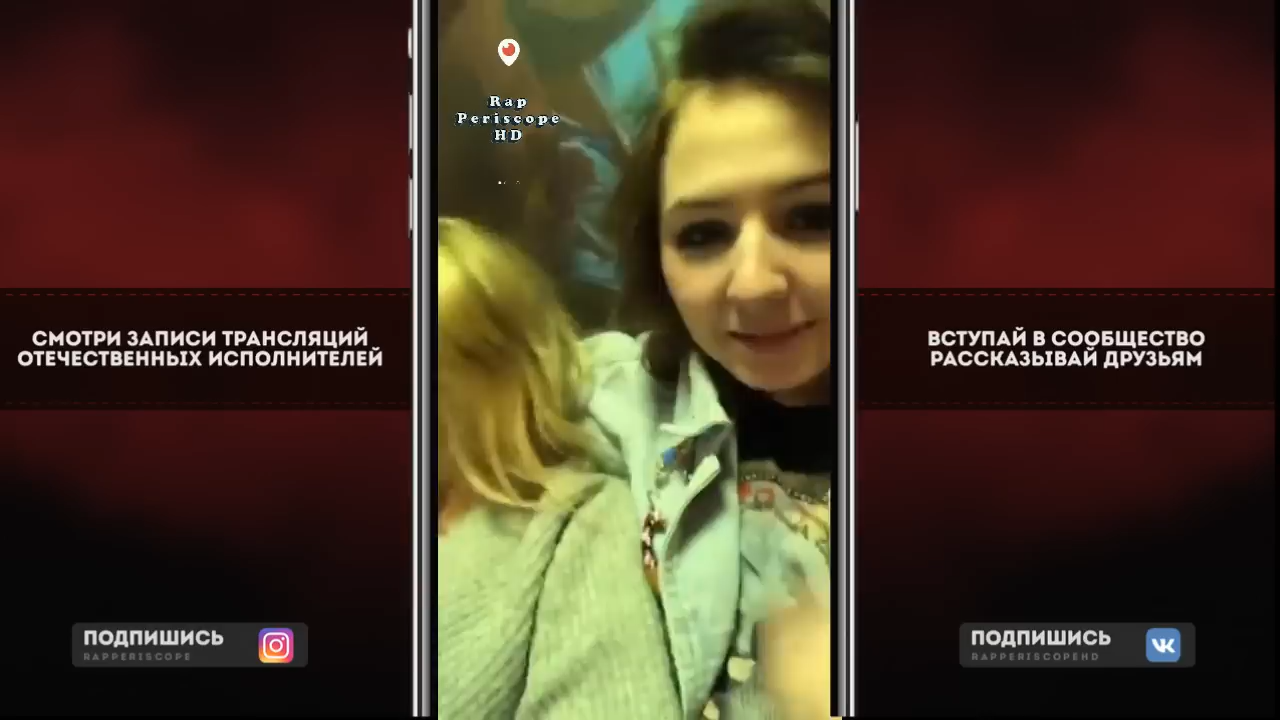 Rap
Periscope
HD
СМОТРИ ЗАПИСИ ТРАНСЛЯЦИЙ
ОТЕЧЕСТВЕННЫХ ИСПОЛНИТЕЛЕЙ
ВСТУПАЙ В СООБЩЕСТВО
РАССКАЗЫВАЙ ДРУЗЬЯМ
ПОДПИШИСЬ
RAPPERISCOPE
ПОДПИШИСЬ
RAPPERISCOPEHD